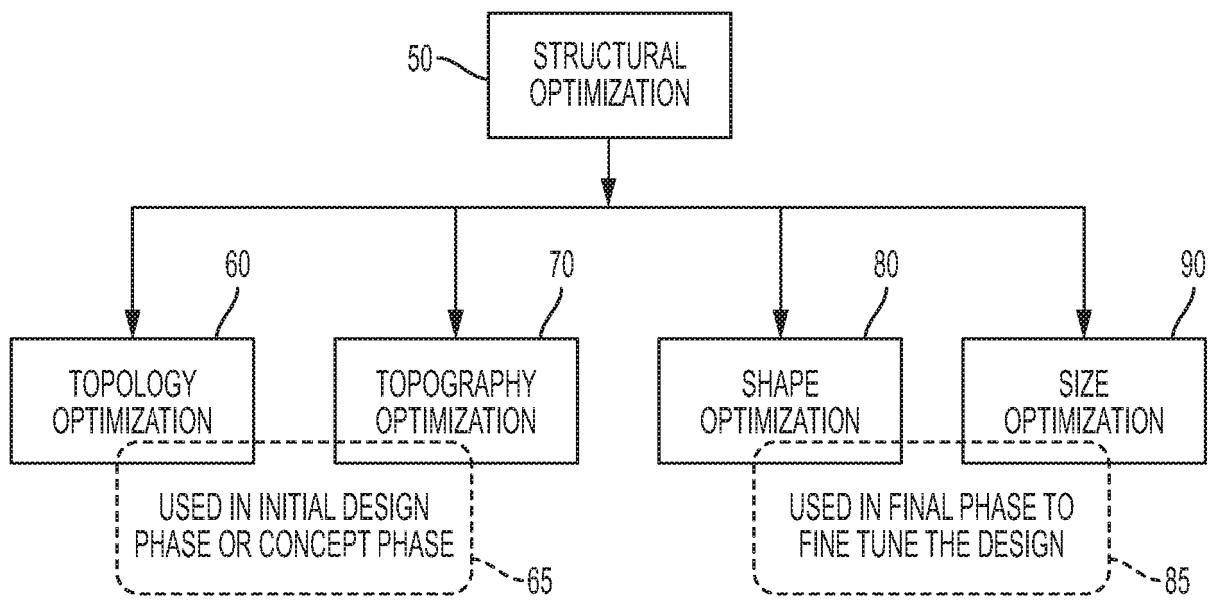 50
STRUCTURAL
OPTIMIZATION
60
70
80
90
TOPOLOGY
OPTIMIZATION
TOPOGRAPHY
OPTIMIZATION
SHAPE
OPTIMIZATION
SIZE
OPTIMIZATION
USED IN INITIAL DESIGN
PHASE OR CONCEPT PHASE
65
USED IN FINAL PHASE TO
FINE TUNE THE DESIGN
85